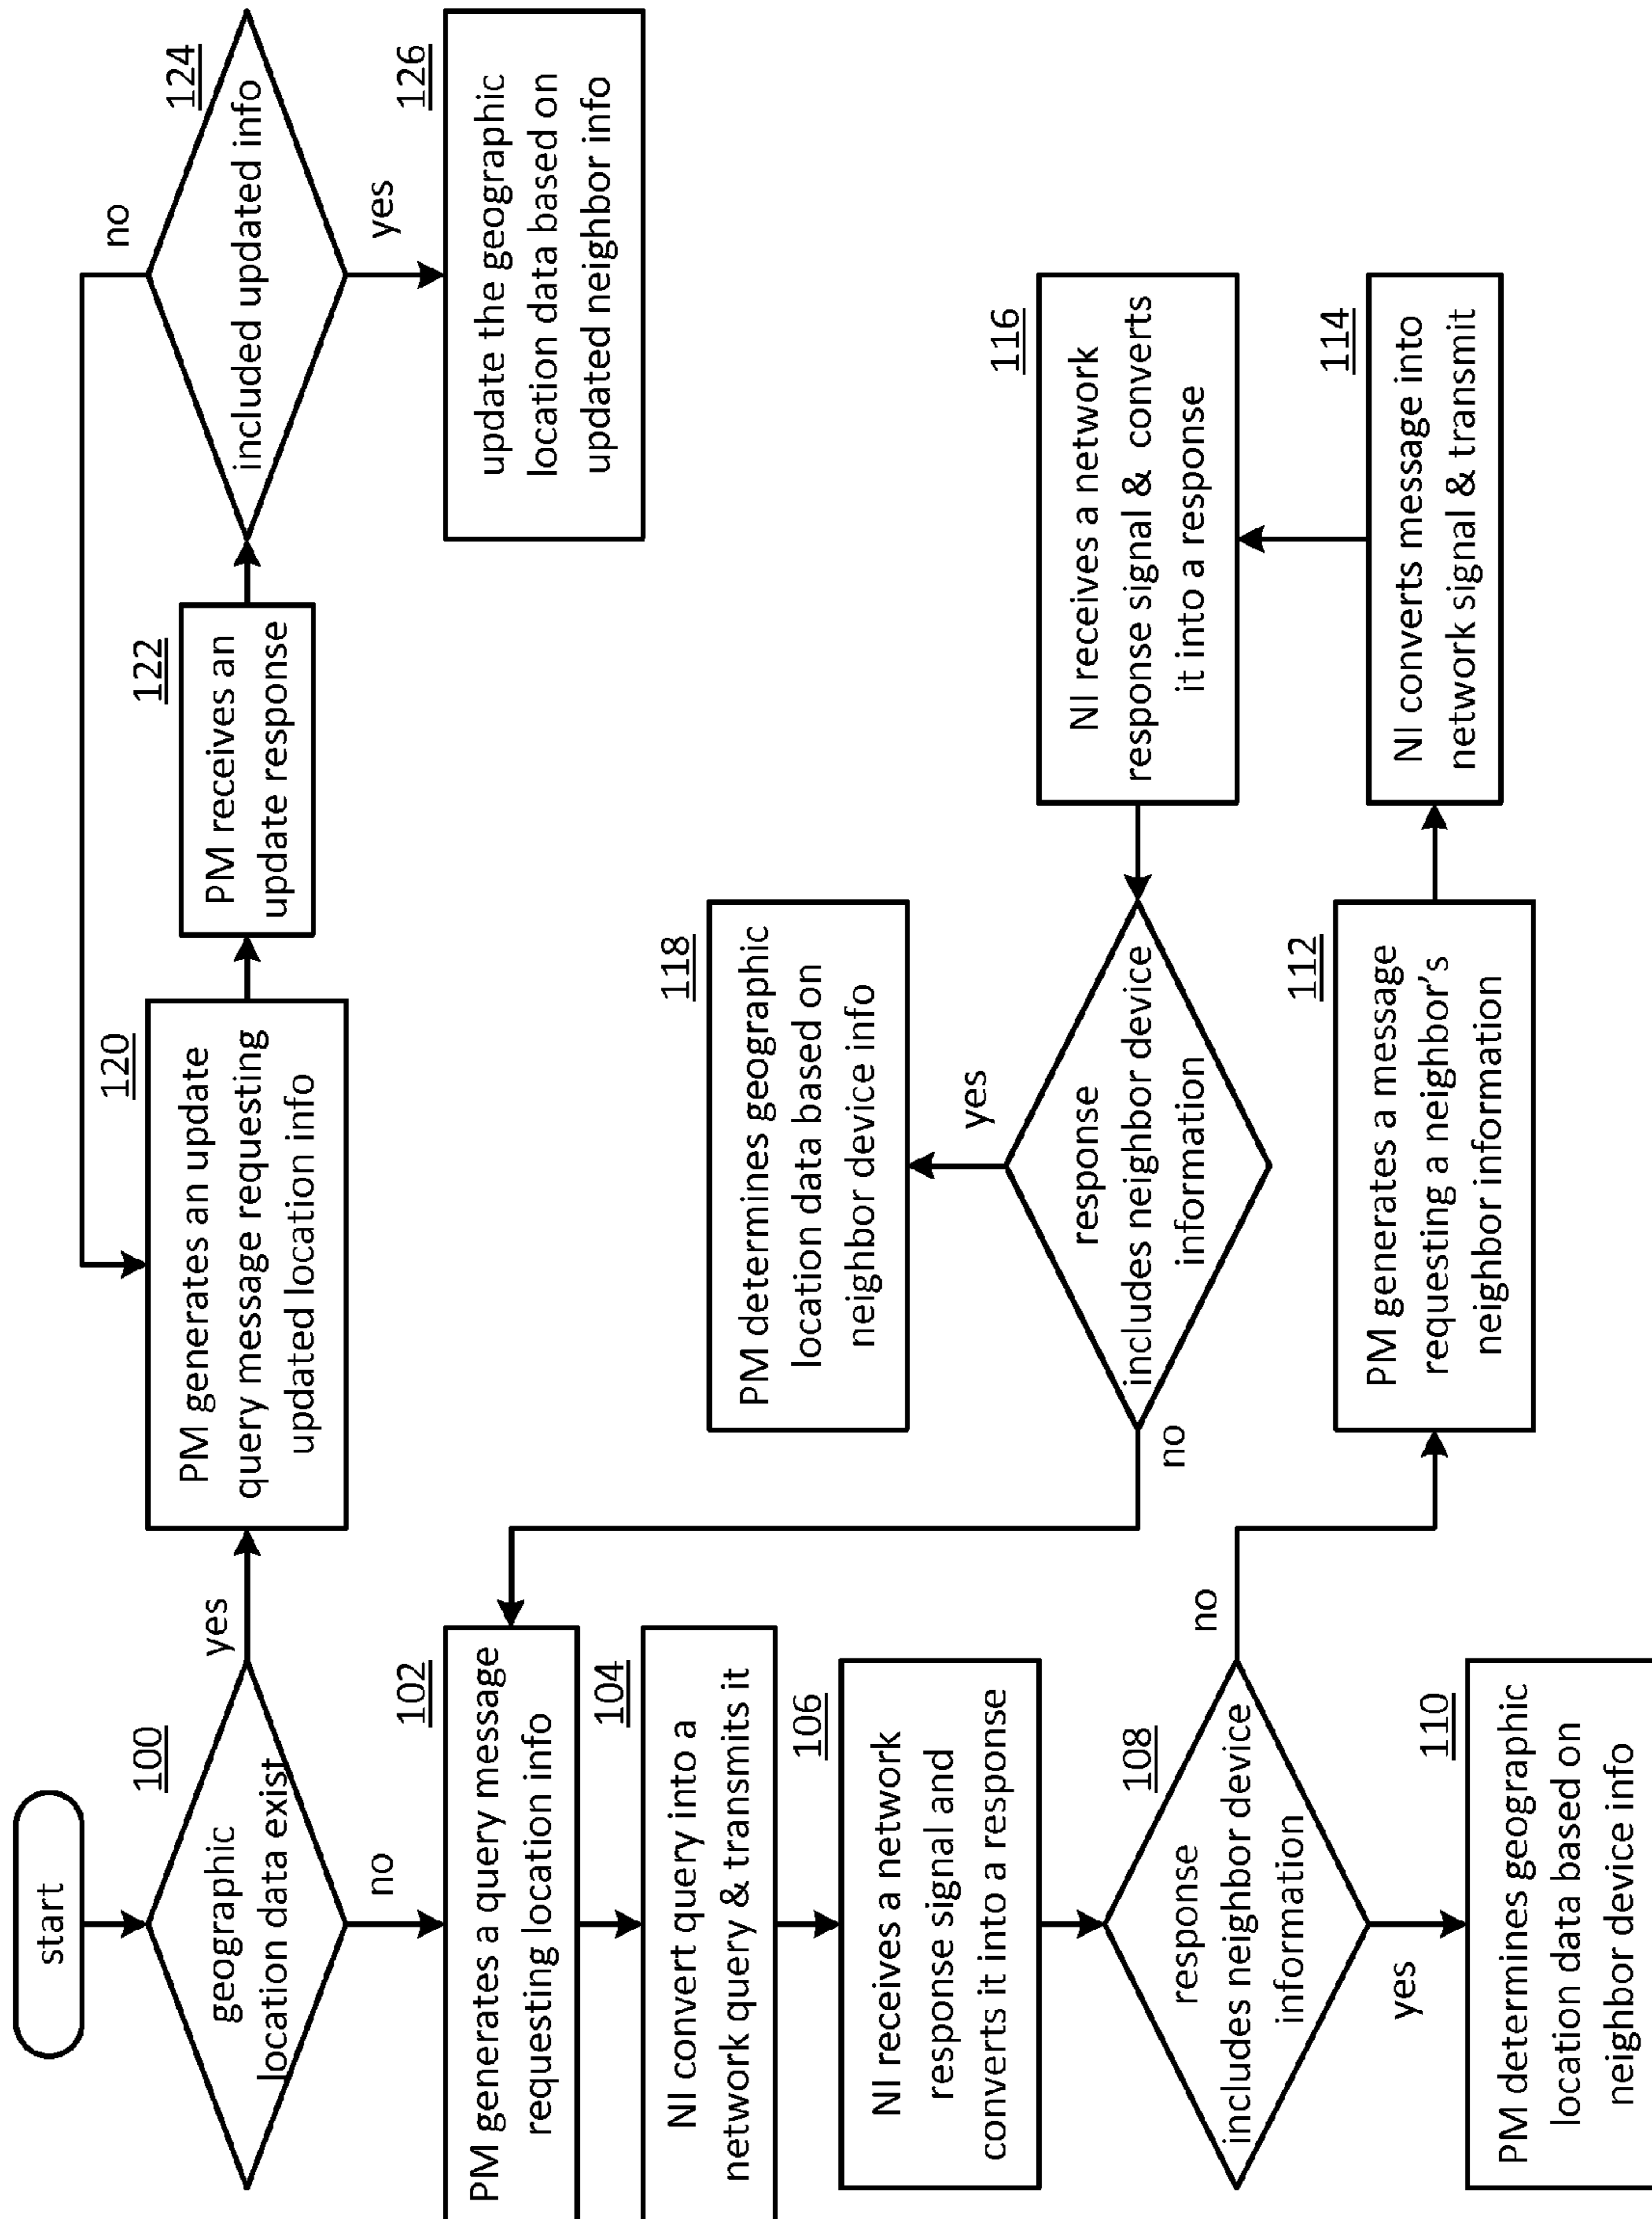 start
100
geographic
location data exist
yes
no
120
PM generates an update
query message requesting
updated location info
122
PM receives an
update response
124
included updated info
no
yes
126
update the geographic
location data based on
updated neighbor info
102
PM generates a query message
requesting location info
104
NI convert query into a
network query & transmits it
106
NI receives a network
response signal and
converts it into a response
108
response
includes neighbor device
information
no
yes
110
PM determines geographic
location data based on
neighbor device info
112
PM generates a message
requesting a neighbor's
neighbor information
114
NI converts message into
network signal & transmit
116
NI receives a network
response signal & converts
it into a response
response
includes neighbor device
information
yes
no
118
PM determines geographic
location data based on
neighbor device info